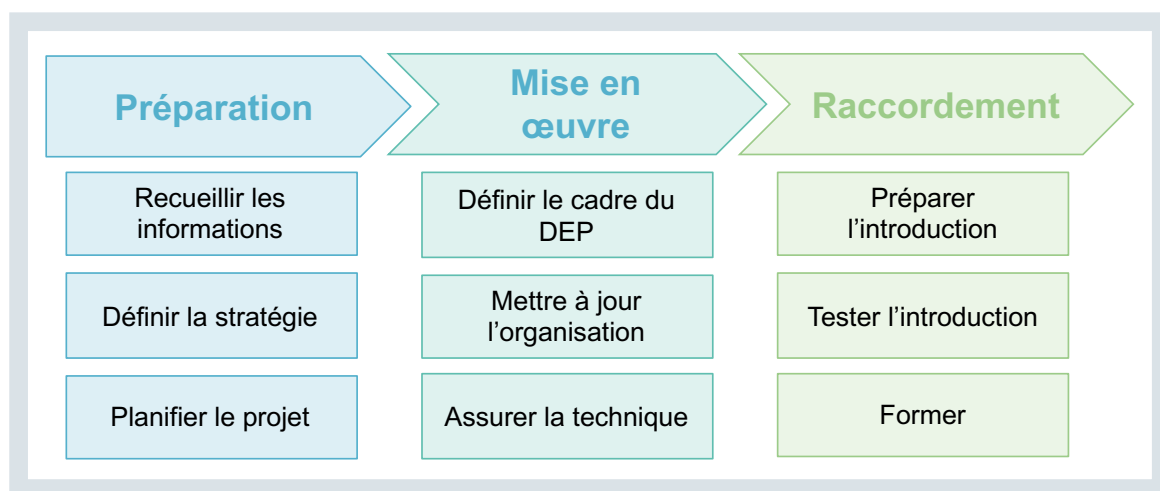 Préparation
Mise en
œuvre
Raccordement
Recueillir les
informations
Définir le cadre du
DEP
Préparer
l’introduction
Définir la stratégie
Mettre à jour
l’organisation
Tester l’introduction
Planifier le projet
Assurer la technique
Former